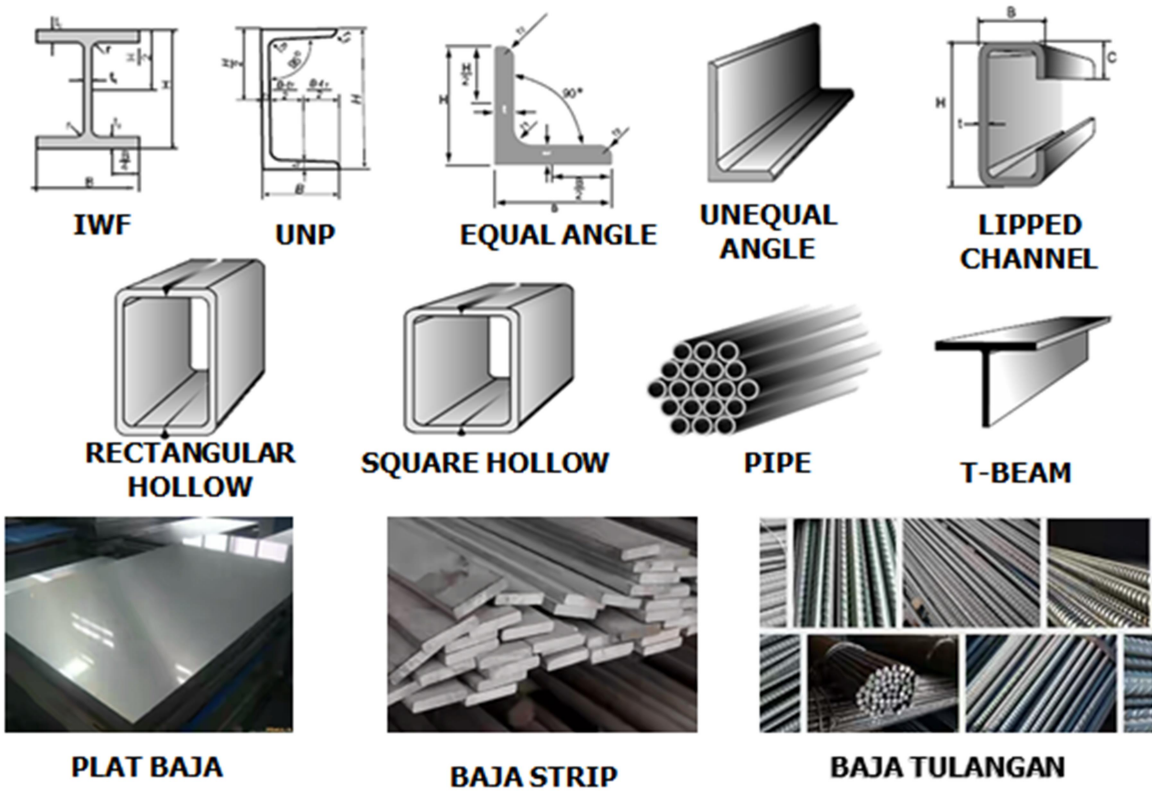 H
B
IWF
H
B
UNP
H
90°
EQUAL ANGLE
UNEQUAL
ANGLE
B
C
H
t
LIPPED
CHANNEL
RECTANGULAR
HOLLOW
SQUARE HOLLOW
PIPE
T-BEAM
PLAT BAJA
BAJA STRIP
BAJA TULANGAN